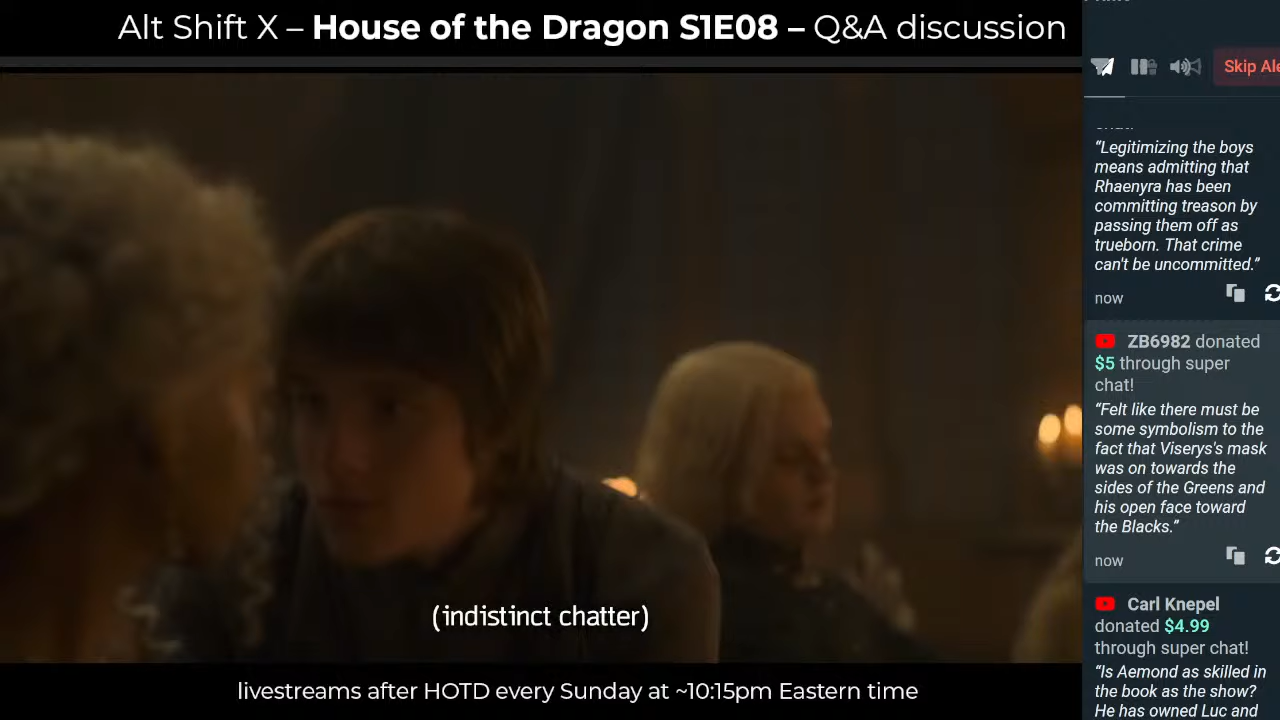 Alt Shift X – House of the Dragon S1E08 – Q&A discussion
Skip Ale
“Legitimizing the boys
means admitting that
Rhaenyra has been
committing treason by
passing them off as
trueborn. That crime
can't be uncommitted.”
now
ZB6982 donated
$5 through super
chat!
“Felt like there must be
some symbolism to the
fact that Viserys's mask
was on towards the
sides of the Greens and
his open face toward
the Blacks.”
now
Carl Knepel
donated $4.99
through super chat!
“Is Aemond as skilled in
the book as the show?
He has owned Luc and
(indistinct chatter)
livestreams after HOTD every Sunday at ~10:15pm Eastern time